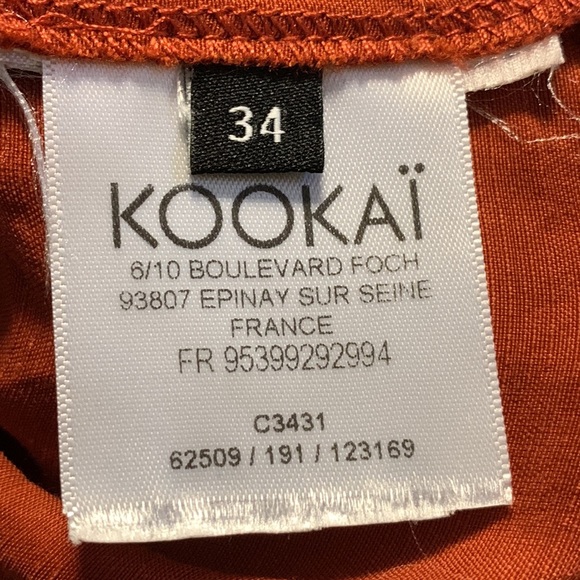 34
KOOKAÏ
6/10 BOULEVARD FOCH
93807 EPINAY SUR SEINE
FRANCE
FR 95399292994
C3431
62509 / 191 / 123169